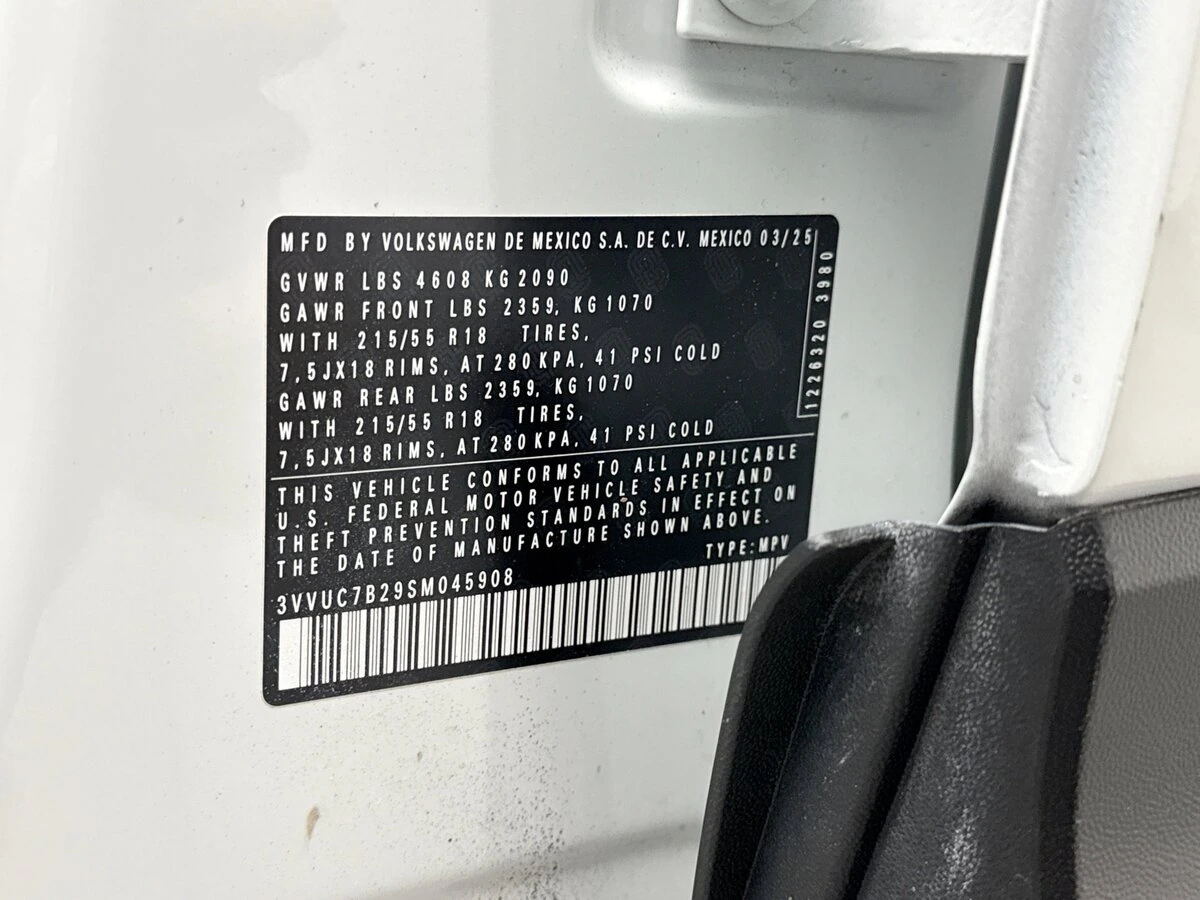 MFD BY VOLKSWAGEN DE MEXICO S.A. DE C.V. MEXICO 03/25
GVWR LBS 4608 KG 2090
GAWR FRONT LBS 2359, KG 1070
WITH 215/55 R18 TIRES,
7,5JX18 RIMS, AT 280 KPA, 41 PSI COLD
GAWR REAR LBS 2359, KG 1070
WITH 215/55 R18 TIRES,
7,5JX18 RIMS, AT 280 KPA, 41 PSI COLD
1226320 3980
THIS VEHICLE CONFORMS TO ALL APPLICABLE
U.S. FEDERAL MOTOR VEHICLE SAFETY AND
THEFT PREVENTION STANDARDS IN EFFECT ON
THE DATE OF MANUFACTURE SHOWN ABOVE.
TYPE: MPV
3VVUC7B29SM045908